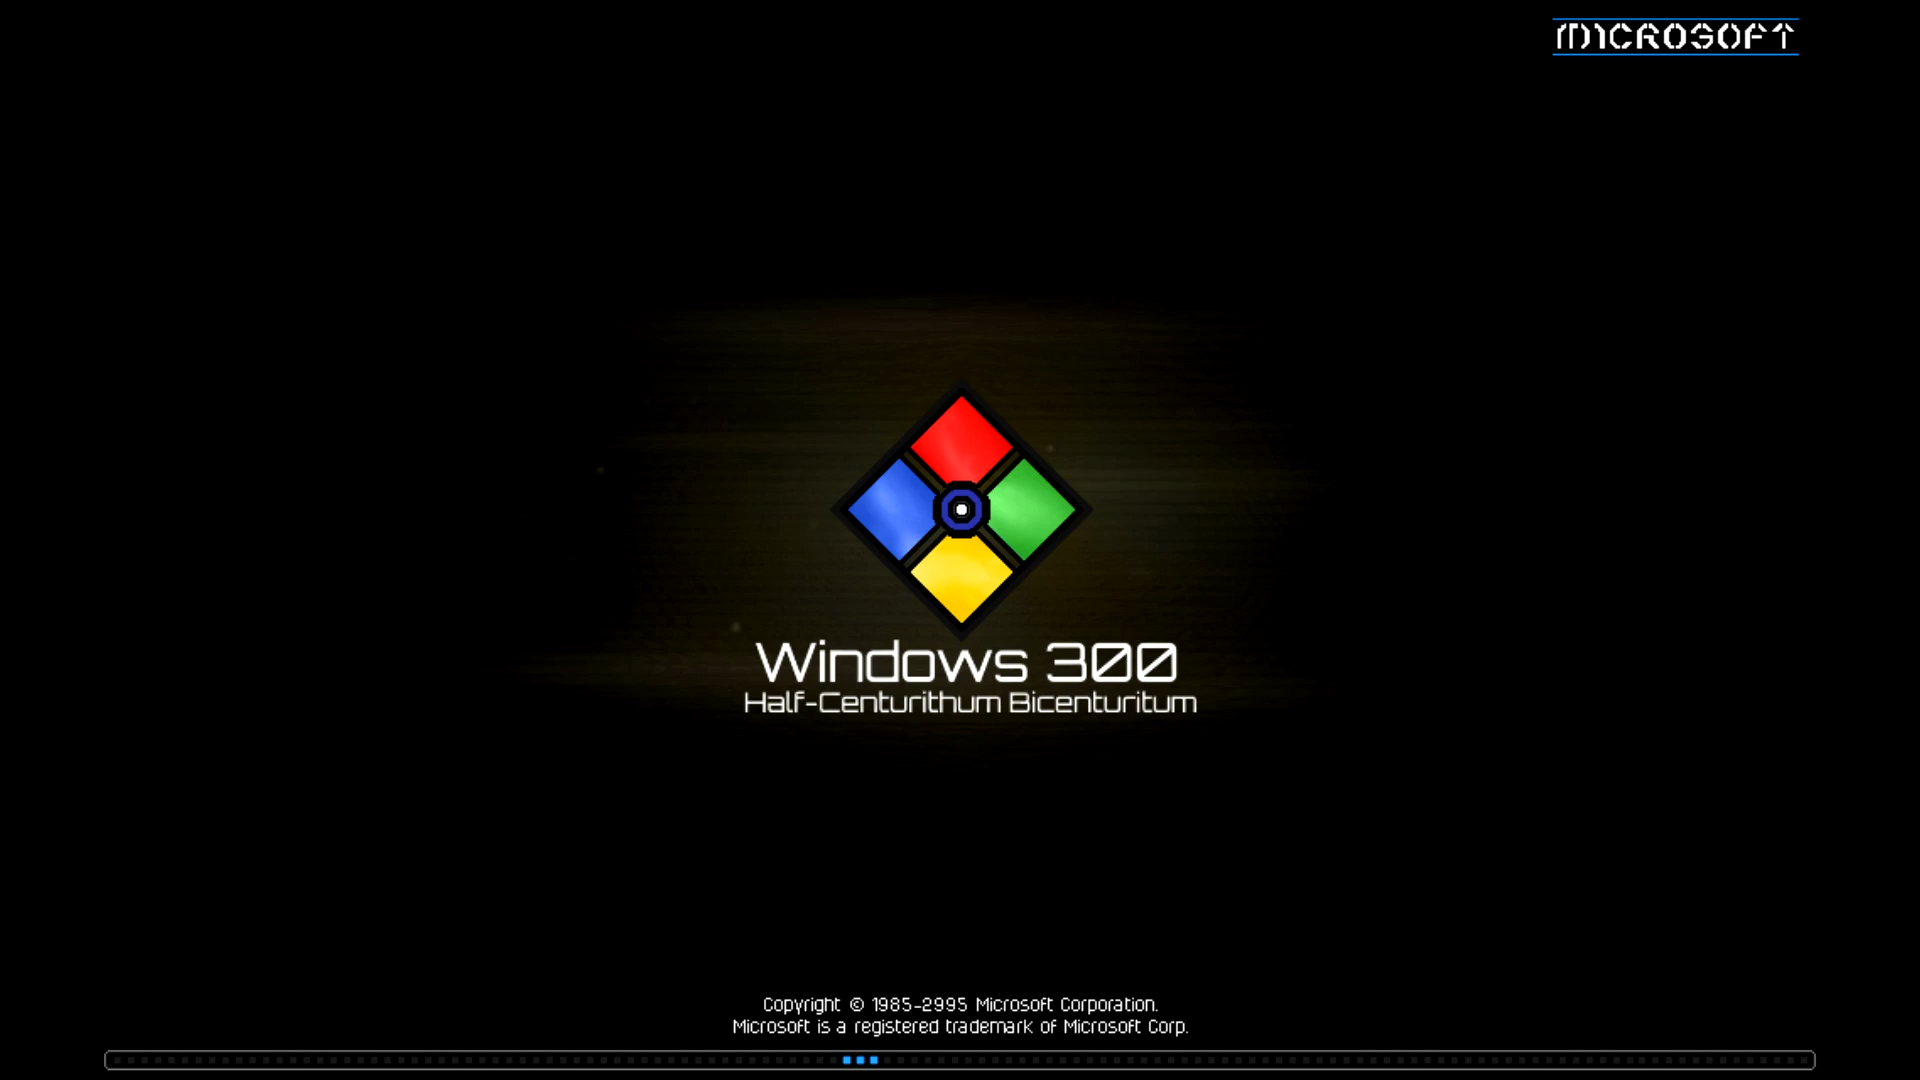 MICROSOFT
Windows 300
Half-Centurithum Bicenturitum
Copyright © 1985-2995 Microsoft Corporation.
Microsoft is a registered trademark of Microsoft Corp.